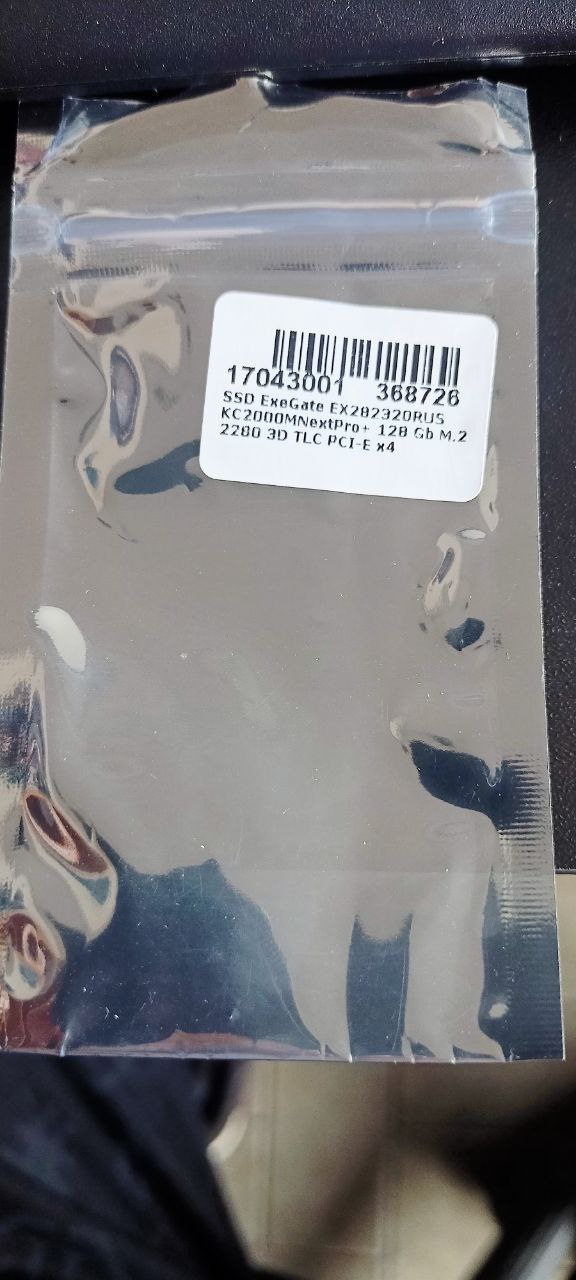 17043001 368726
SSD ExeGate EX282320RUS
KC2000MNextPro+ 128 Gb M.2
2280 3D TLC PCI-E x4